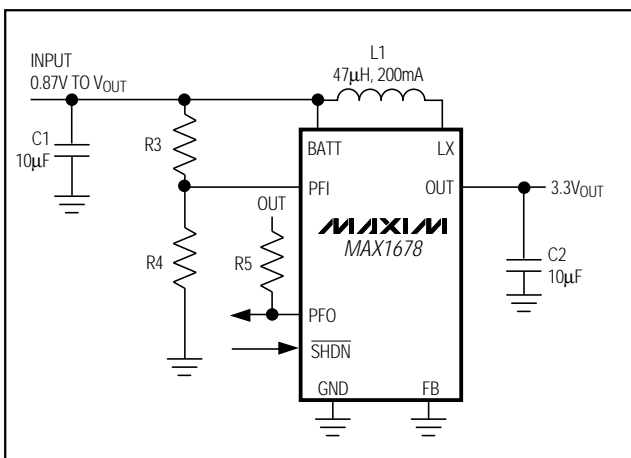 INPUT
0.87V TO VOUT
L1
47μH, 200mA
C1
10μF
R3
BATT
LX
PFI
OUT
3.3VOUT
MAXIM
MAX1678
OUT
R4
R5
C2
10μF
PFO
SHDN
GND
FB